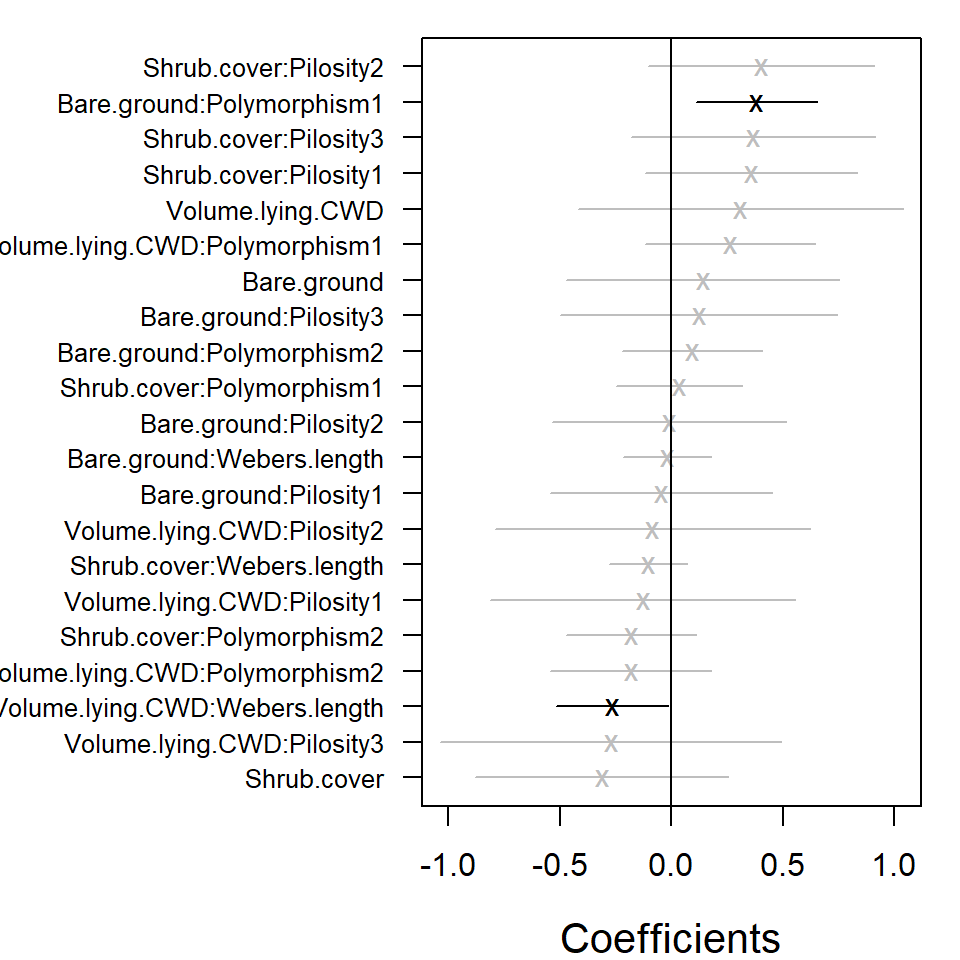 Shrub.cover:Pilosity2
Bare.ground:Polymorphism1
Shrub.cover:Pilosity3
Shrub.cover:Pilosity1
Volume.lying.CWD
olume.lying.CWD:Polymorphism1
Bare.ground
Bare.ground:Pilosity3
Bare.ground:Polymorphism2
Shrub.cover:Polymorphism1
Bare.ground:Pilosity2
Bare.ground:Webers.length
Bare.ground:Pilosity1
Volume.lying.CWD:Pilosity2
Shrub.cover:Webers.length
Volume.lying.CWD:Pilosity1
Shrub.cover:Polymorphism2
olume.lying.CWD:Polymorphism2
Volume.lying.CWD:Webers.length
Volume.lying.CWD:Pilosity3
Shrub.cover
-1.0 -0.5 0.0 0.5 1.0
Coefficients